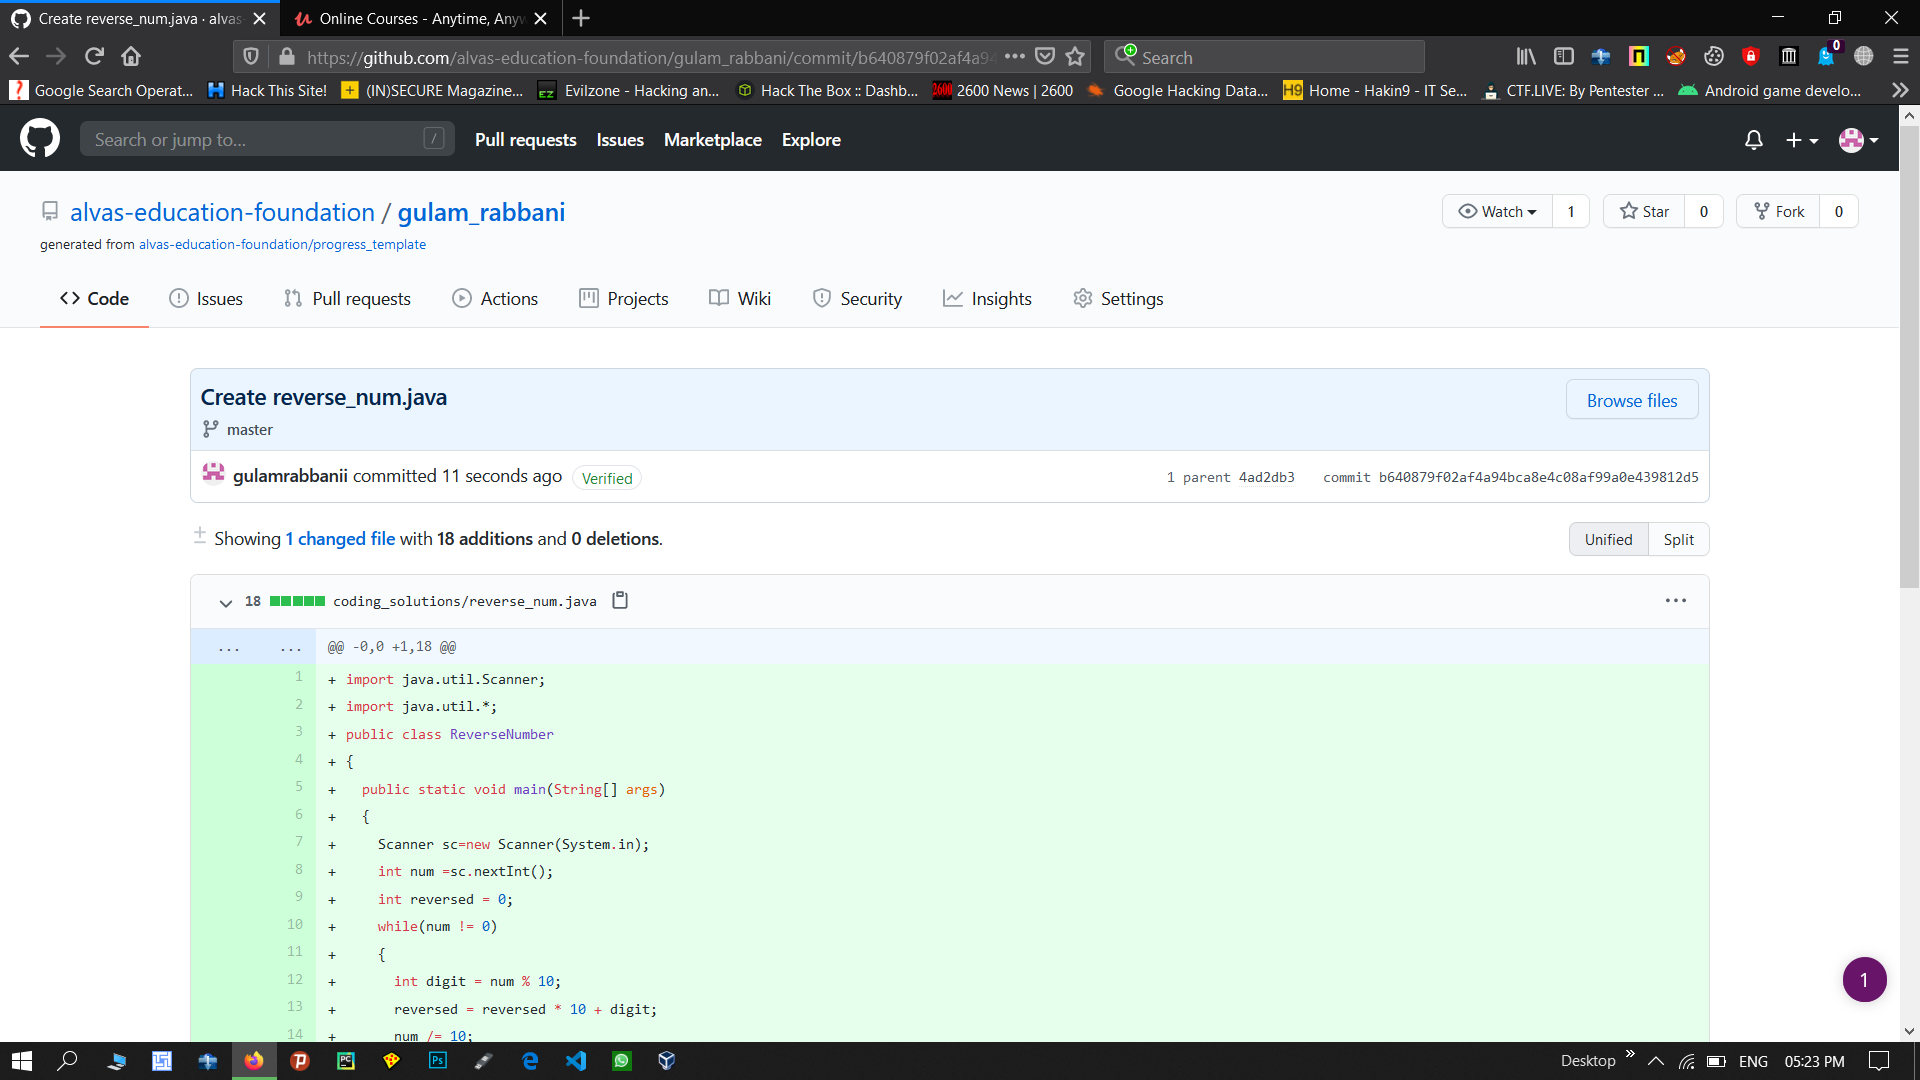 Create reverse_num.java · alvas-
Online Courses - Anytime, Anyw
https://github.com/alvas-education-foundation/gulam_rabbani/commit/b640879f02af4a94
Search
Google Search Operat...
Hack This Site!
(IN)SECURE Magazine...
EZ
Evilzone - Hacking an...
Hack The Box :: Dashb...
2600
2600 News | 2600
Google Hacking Data...
H9
Home - Hakin9 - IT Se...
CTF.LIVE: By Pentester ...
Android game develo...
0
Search or jump to...
/
Pull requests
Issues
Marketplace
Explore
alvas-education-foundation / gulam_rabbani
Watch
1
Star
0
Fork
0
generated from alvas-education-foundation/progress_template
Code
Issues
Pull requests
Actions
Projects
Wiki
Security
Insights
Settings
Create reverse_num.java
Browse files
master
gulamrabbanii committed 11 seconds ago
Verified
1 parent 4ad2db3
commit b640879f02af4a94bca8e4c08af99a0e439812d5
Showing 1 changed file with 18 additions and 0 deletions.
Unified
Split
18
coding_solutions/reverse_num.java
...
... ... @@ -0,0 +1,18 @@
1 + import java.util.Scanner;
2 + import java.util.*;
3 + public class ReverseNumber
4 + {
5 + public static void main(String[] args)
6 + {
7 + Scanner sc=new Scanner(System.in);
8 + int num =sc.nextInt();
9 + int reversed = 0;
10 + while(num != 0)
11 + {
12 + int digit = num % 10;
13 + reversed = reversed * 10 + digit;
14 + num /= 10;
1
PC
Ps
Desktop
ENG
05:23 PM